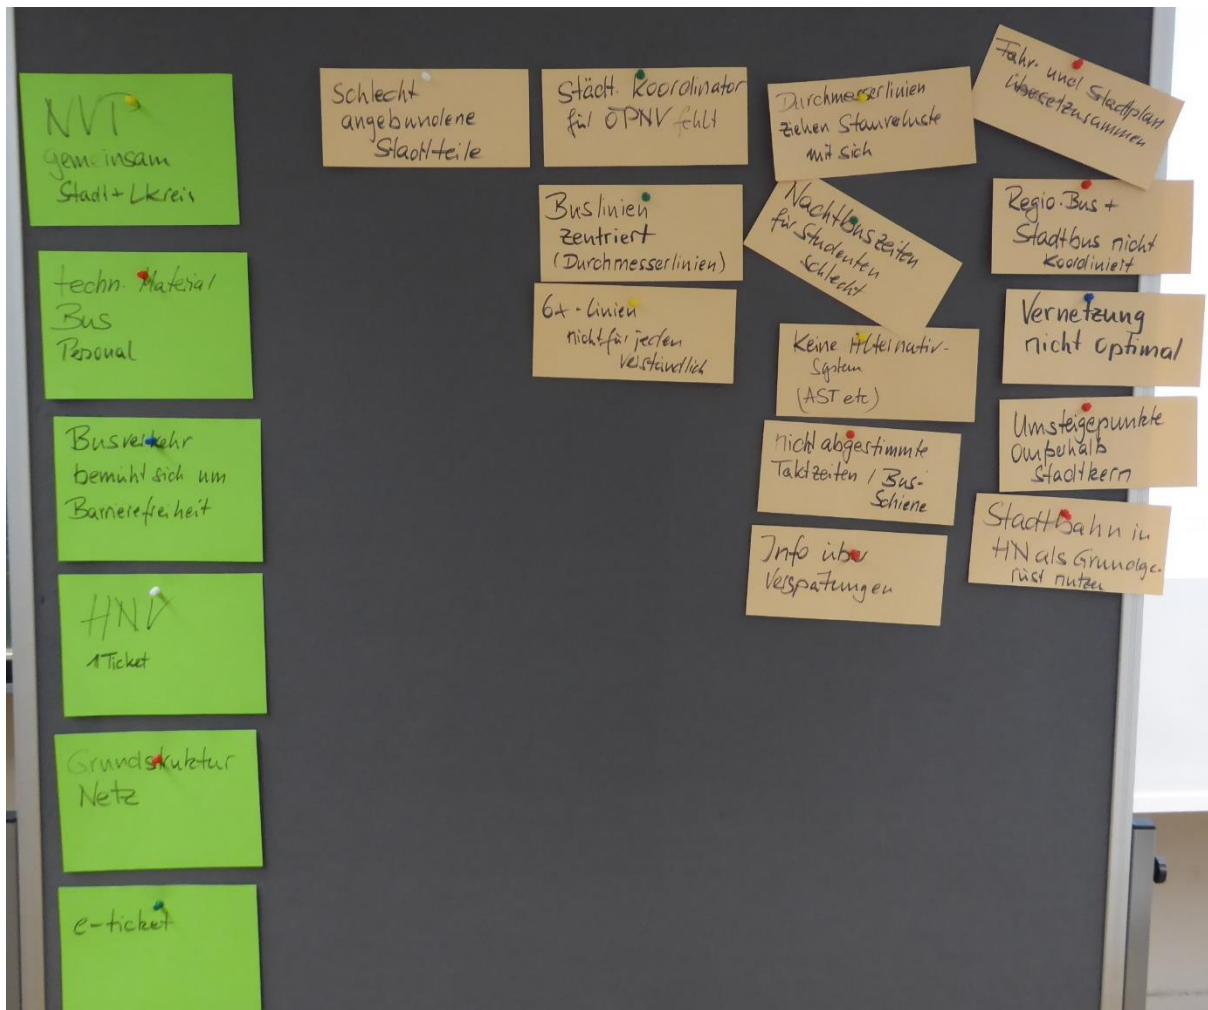 NVP
gemeinsam
Stadt + Lkreis
techn. Material
Bus
Personal
Busverkehr
bemüht sich um
Barrierefreiheit
HNV
1 Ticket
Grundstruktur
Netz
e-ticket
Schlecht
angebundene
Stadtteile
Städt. Koordinator
für ÖPNV fehlt
Buslinien
zentriert
(Durchmesserlinien)
6x-Linien
nicht für jeden
verständlich
Durchmesserlinien
ziehen Stauverluste
mit sich
Nachtbuszeiten
für Studenten
schlecht
Keine Alternativ-
System
(AST etc)
nicht abgestimmte
Taktzeiten / Bus-
Schiene
Info über
Verspätungen
Fahr- und Stadtplan
zusammen
Regio-Bus +
Stadtbus nicht
koordiniert
Vernetzung
nicht optimal
Umsteigepunkte
außerhalb
Stadtkern
Stadtbahn in
HN als Grundge-
rüst nutzen